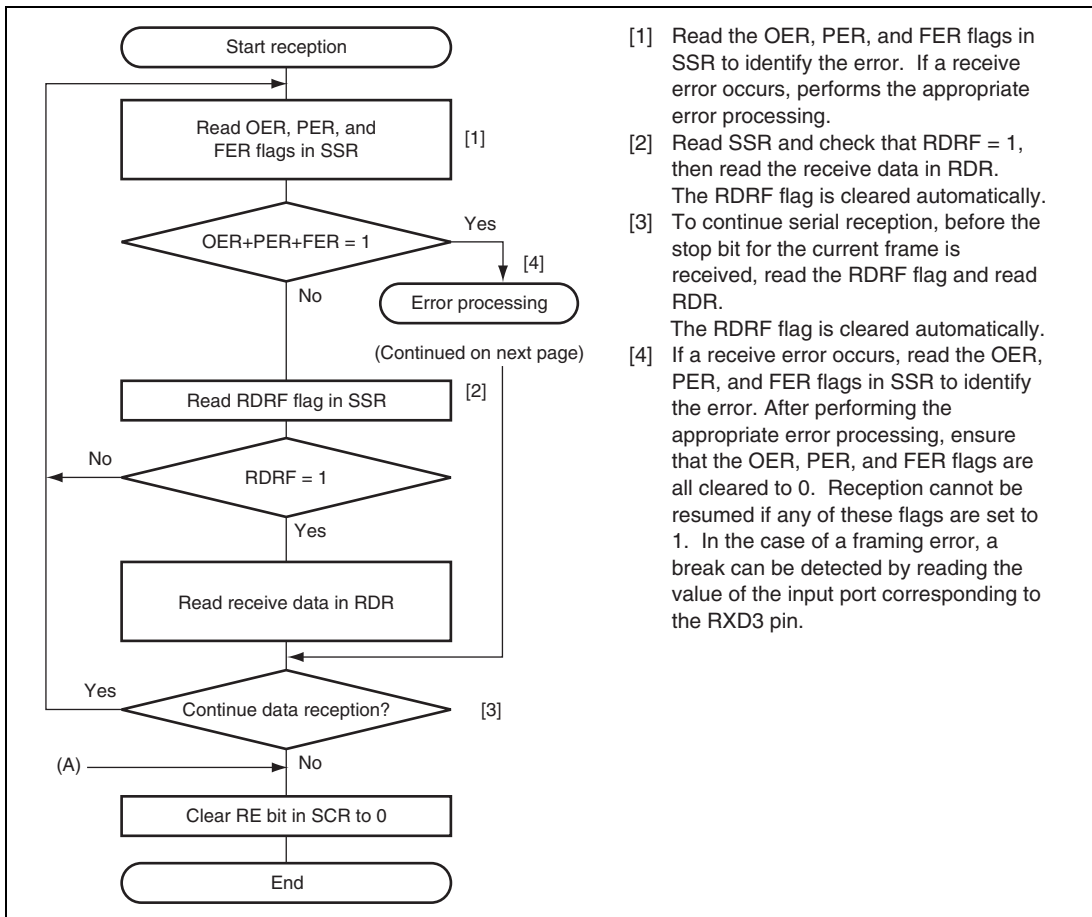 Start reception
Read OER, PER, and
FER flags in SSR
[1]
OER+PER+FER = 1
Yes
[4]
No
Error processing
(Continued on next page)
Read RDRF flag in SSR
[2]
No
RDRF = 1
Yes
Read receive data in RDR
Yes
Continue data reception?
[3]
(A)
No
Clear RE bit in SCR to 0
End
[1] Read the OER, PER, and FER flags in
SSR to identify the error. If a receive
error occurs, performs the appropriate
error processing.
[2] Read SSR and check that RDRF = 1,
then read the receive data in RDR.
The RDRF flag is cleared automatically.
[3] To continue serial reception, before the
stop bit for the current frame is
received, read the RDRF flag and read
RDR.
The RDRF flag is cleared automatically.
[4] If a receive error occurs, read the OER,
PER, and FER flags in SSR to identify
the error. After performing the
appropriate error processing, ensure
that the OER, PER, and FER flags are
all cleared to 0. Reception cannot be
resumed if any of these flags are set to
1. In the case of a framing error, a
break can be detected by reading the
value of the input port corresponding to
the RXD3 pin.